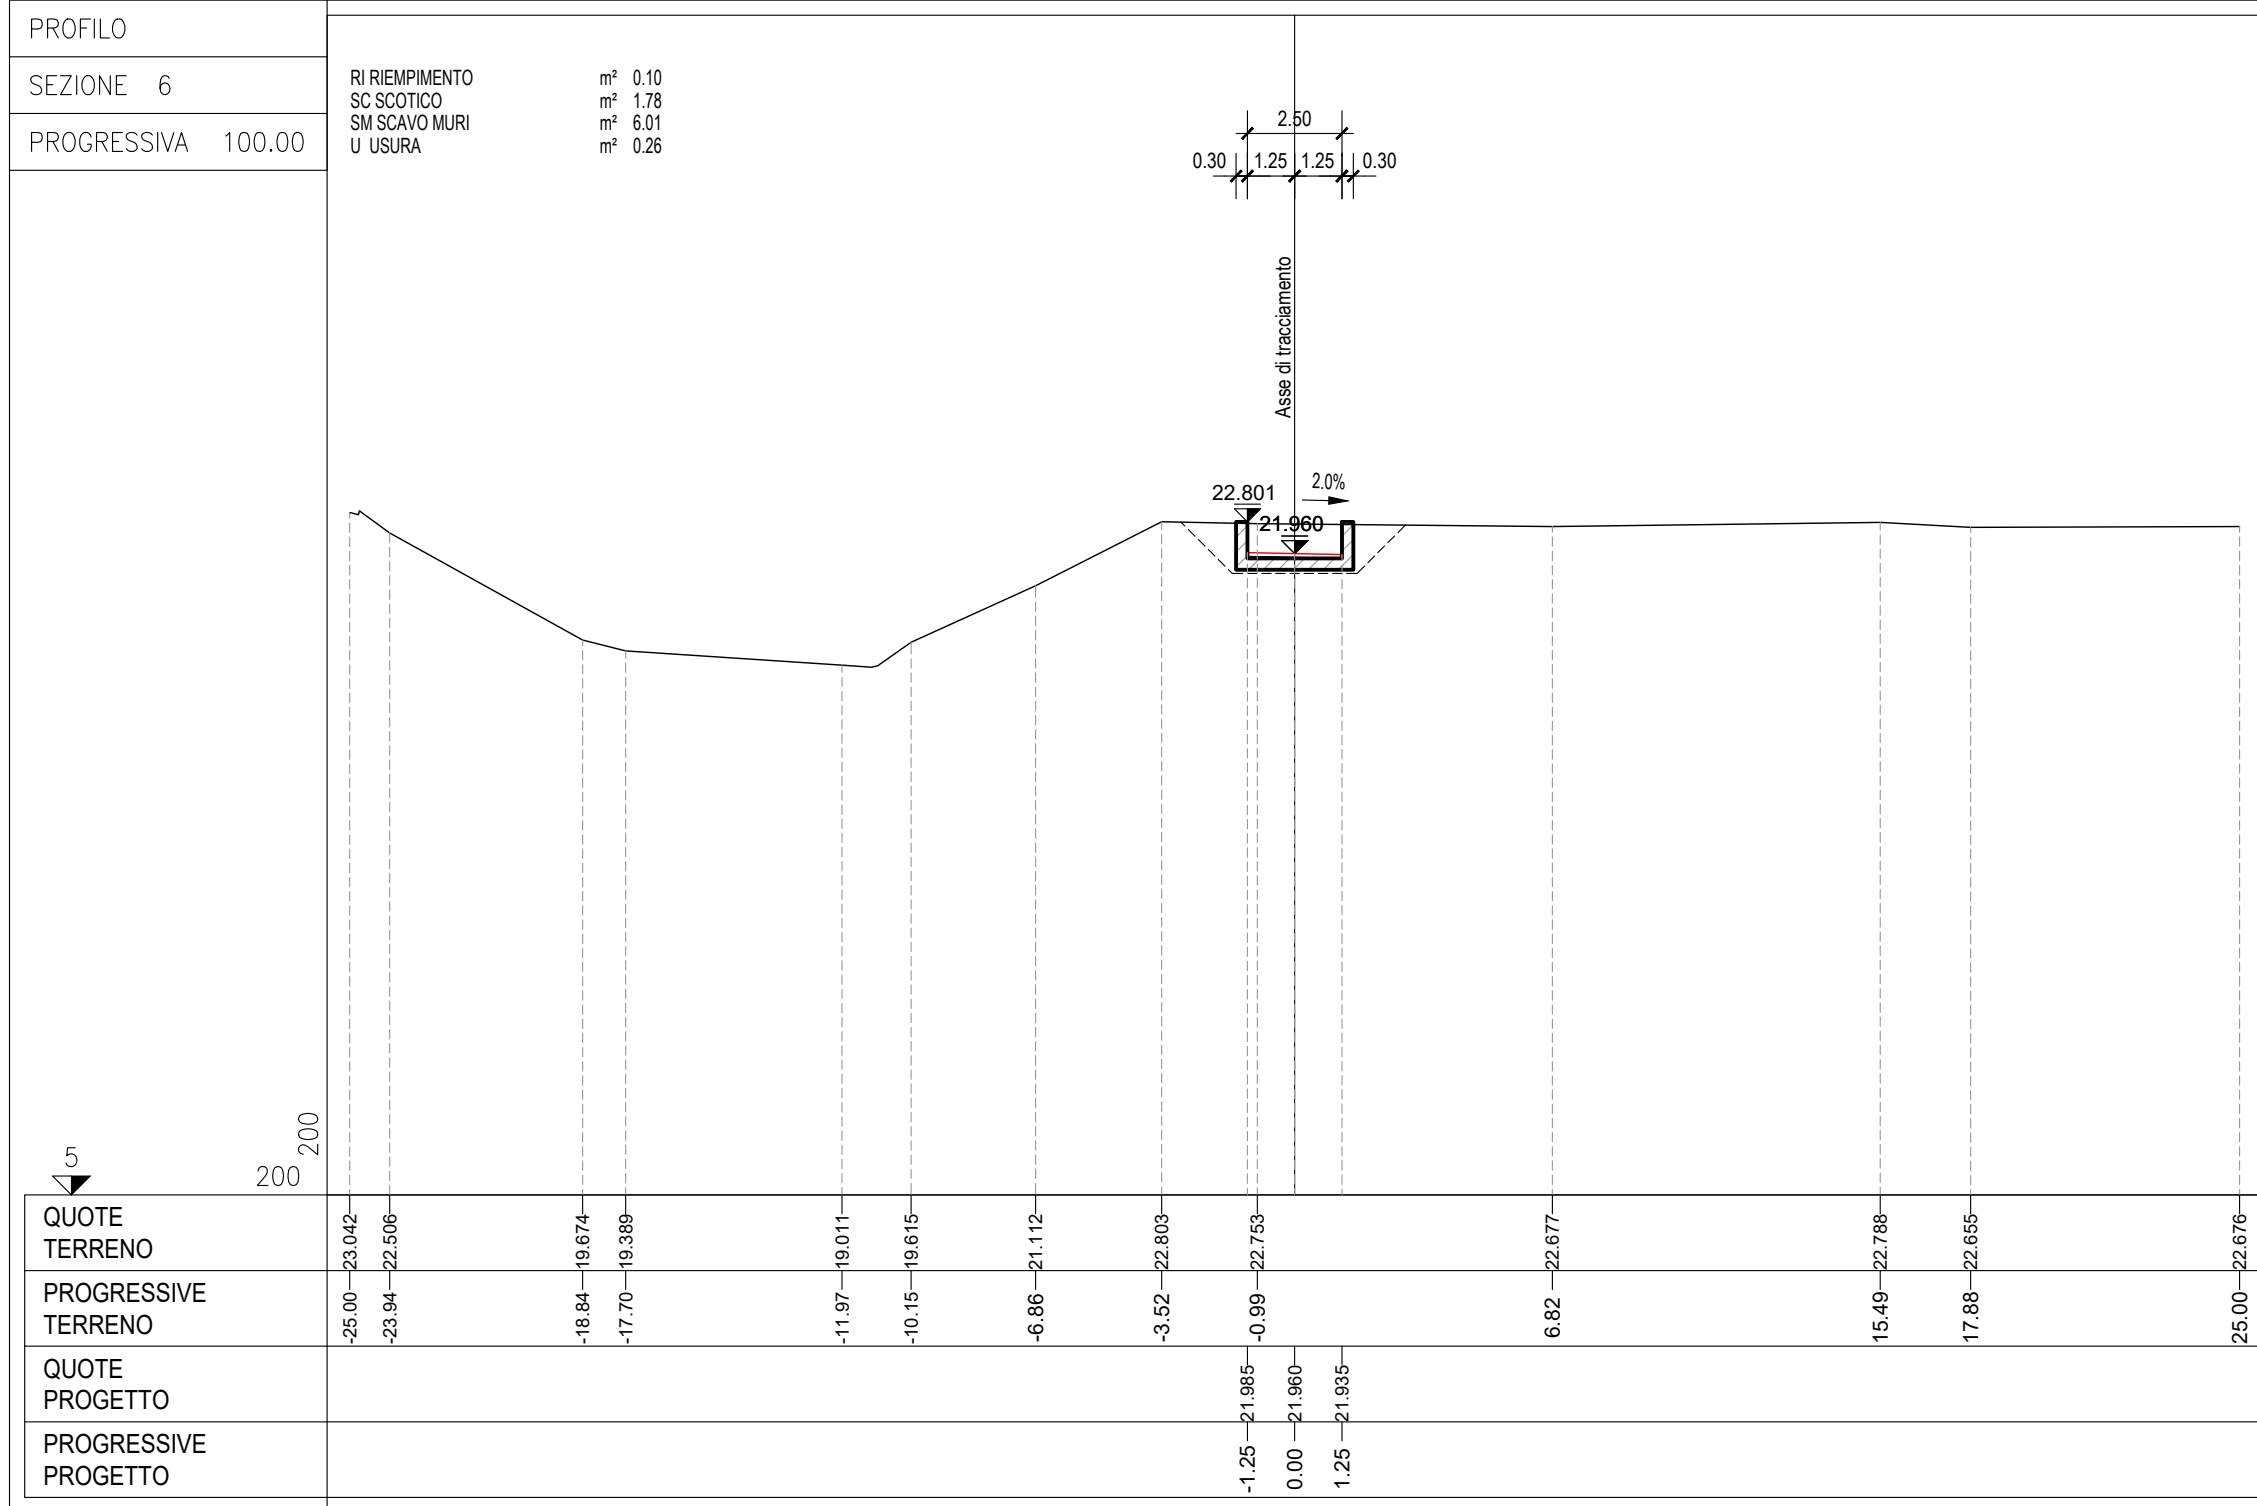 PROFILO
SEZIONE 6
PROGRESSIVA 100.00
RI RIEMPIMENTO m² 0.10
SC SCOTICO m² 1.78
SM SCAVO MURI m² 6.01
U USURA m² 0.26
2.50
0.30 1.25 1.25 0.30
Asse di tracciamento
2.0%
22.801
21.960
200
5
200
QUOTE
TERRENO
23.042 22.506 19.674 19.389 19.011 19.615 21.112 22.803 22.753 22.677 22.788 22.655 22.676
PROGRESSIVE
TERRENO
-25.00 -23.94 -18.84 -17.70 -11.97 -10.15 -6.86 -3.52 -0.99 6.82 15.49 17.88 25.00
QUOTE
PROGETTO
21.985 21.960 21.935
PROGRESSIVE
PROGETTO
-1.25 0.00 1.25